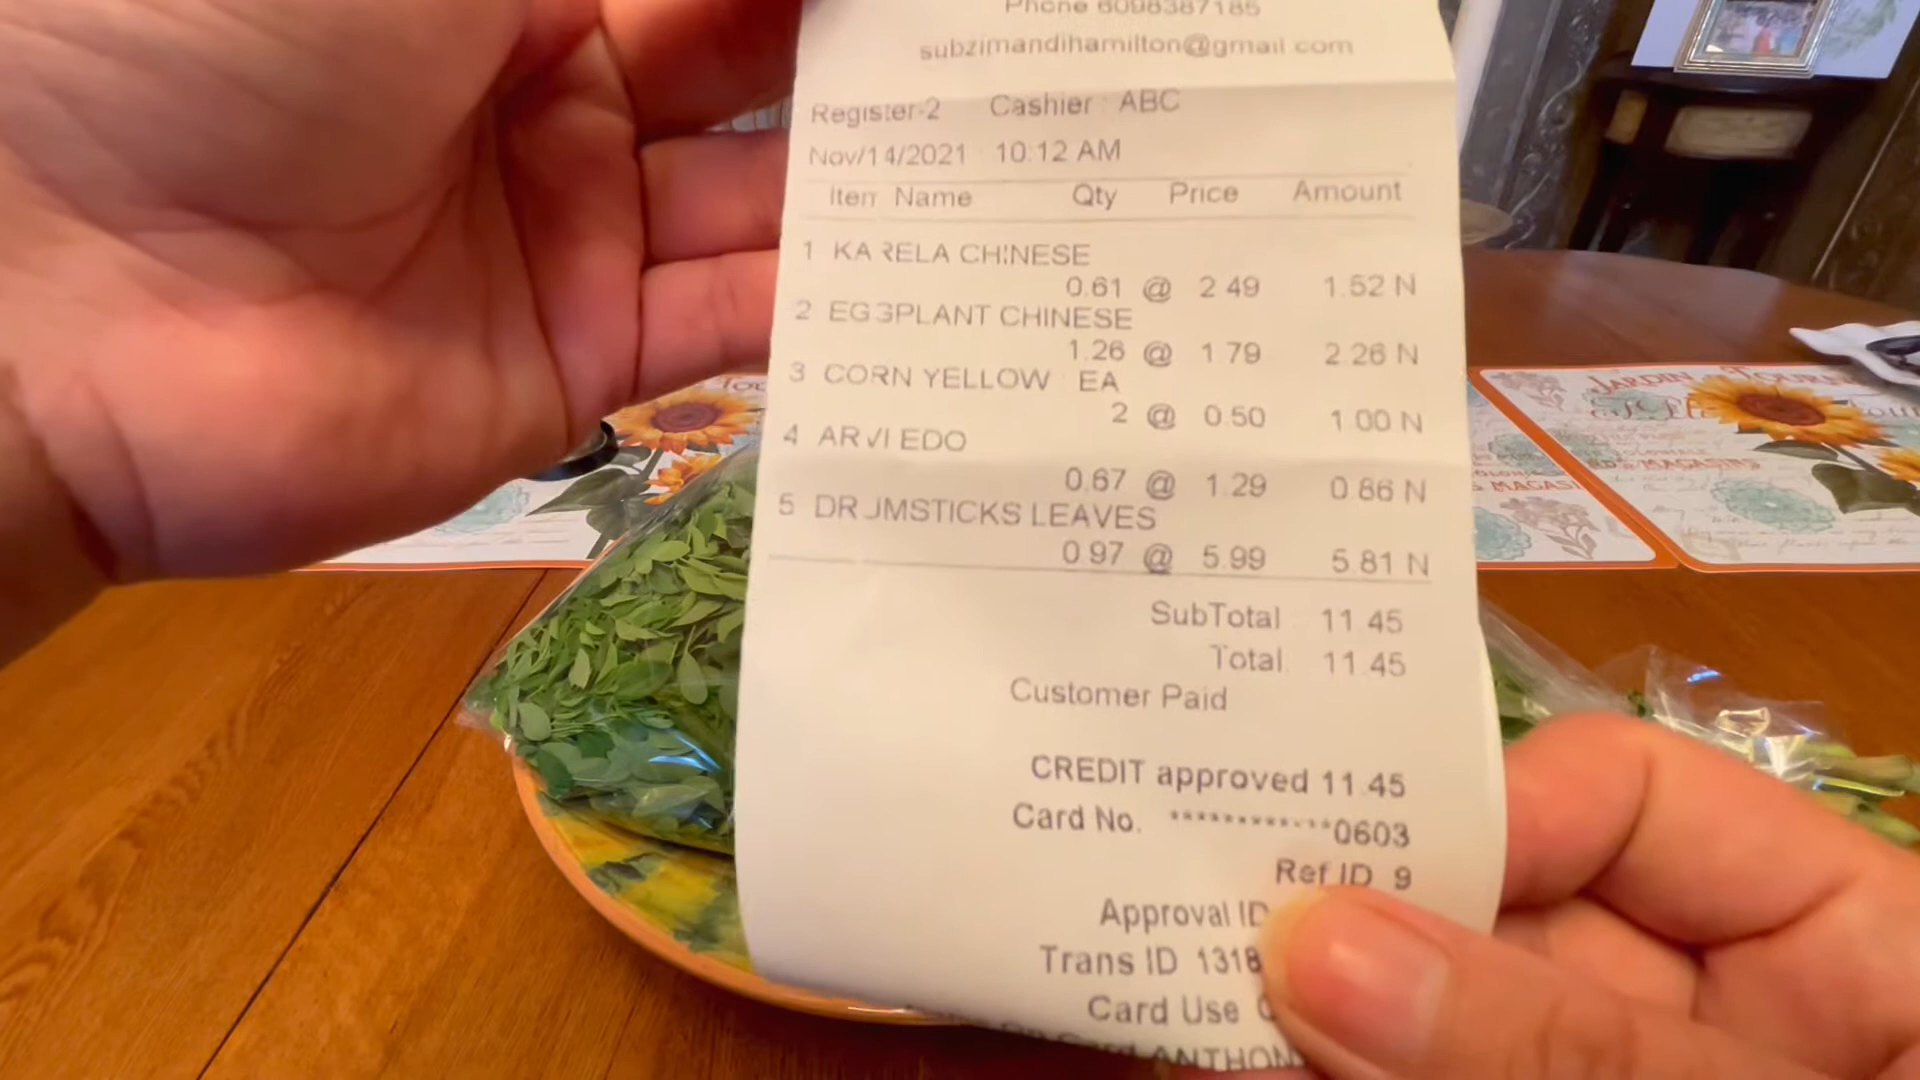 Phone 6098387185
subzimandihamilton@gmail.com
Register-2 Cashier : ABC
Nov/14/2021 10:12 AM
Item Name Qty Price Amount
1 KARELA CHINESE
0.61 @ 2.49 1.52 N
2 EGGPLANT CHINESE
1.26 @ 1.79 2.26 N
3 CORN YELLOW EA
2 @ 0.50 1.00 N
4 ARVI EDO
0.67 @ 1.29 0.86 N
5 DRUMSTICKS LEAVES
0.97 @ 5.99 5.81 N
SubTotal 11.45
Total 11.45
Customer Paid
CREDIT approved 11.45
Card No. ************0603
Ref ID 9
Approval ID
Trans ID 1318
Card Use
JARDIN